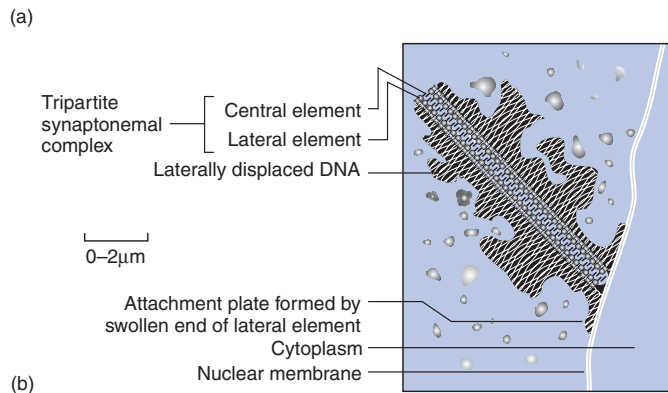 (a)
Tripartite
synaptonemal
complex
Central element
Lateral element
Laterally displaced DNA
0–2μm
Attachment plate formed by
swollen end of lateral element
Cytoplasm
Nuclear membrane
(b)